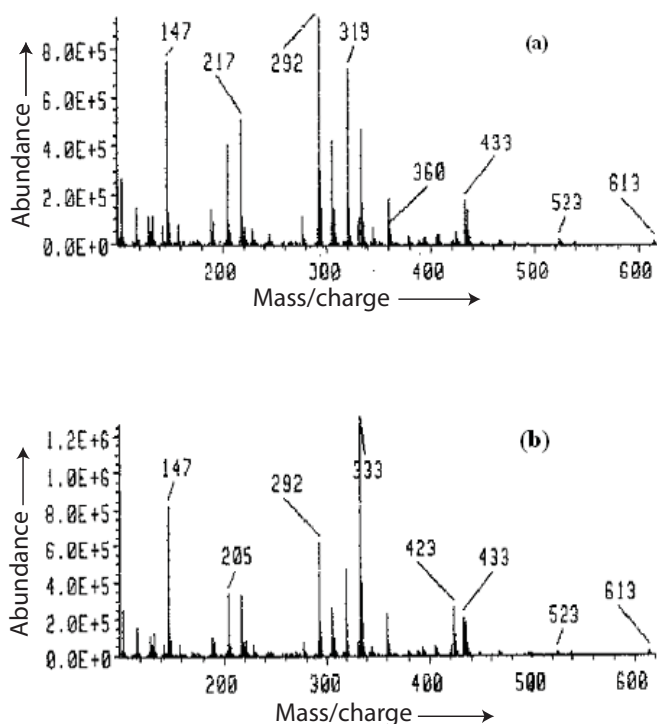 (a)
147
319
292
217
8.0E+5
6.0E+5
4.0E+5
2.0E+5
0.0E+0
433
360
523
613
200 300 400 500 600
Abundance
Mass/charge
(b)
1.2E+6
1.0E+6
8.0E+5
6.0E+5
4.0E+5
2.0E+5
0.0E+0
147
333
292
205
423
433
523
613
200 300 400 500 600
Abundance
Mass/charge